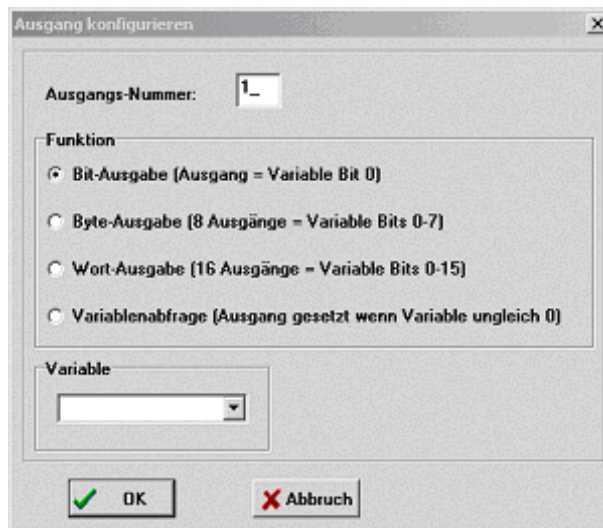 Ausgang konfigurieren
Ausgangs-Nummer: 1_
Funktion
Bit-Ausgabe (Ausgang = Variable Bit 0)
Byte-Ausgabe (8 Ausgänge = Variable Bits 0-7)
Wort-Ausgabe (16 Ausgänge = Variable Bits 0-15)
Variablenabfrage (Ausgang gesetzt wenn Variable ungleich 0)
Variable
OK Abbruch